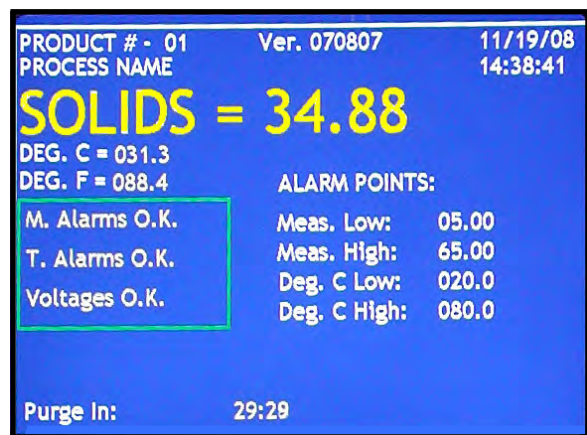 PRODUCT # - 01 Ver. 070807 11/19/08
PROCESS NAME 14:38:41
SOLIDS = 34.88
DEG. C = 031.3
DEG. F = 088.4 ALARM POINTS:
M. Alarms O.K. Meas. Low: 05.00
T. Alarms O.K. Meas. High: 65.00
Voltages O.K. Deg. C Low: 020.0
Deg. C High: 080.0
Purge In: 29:29